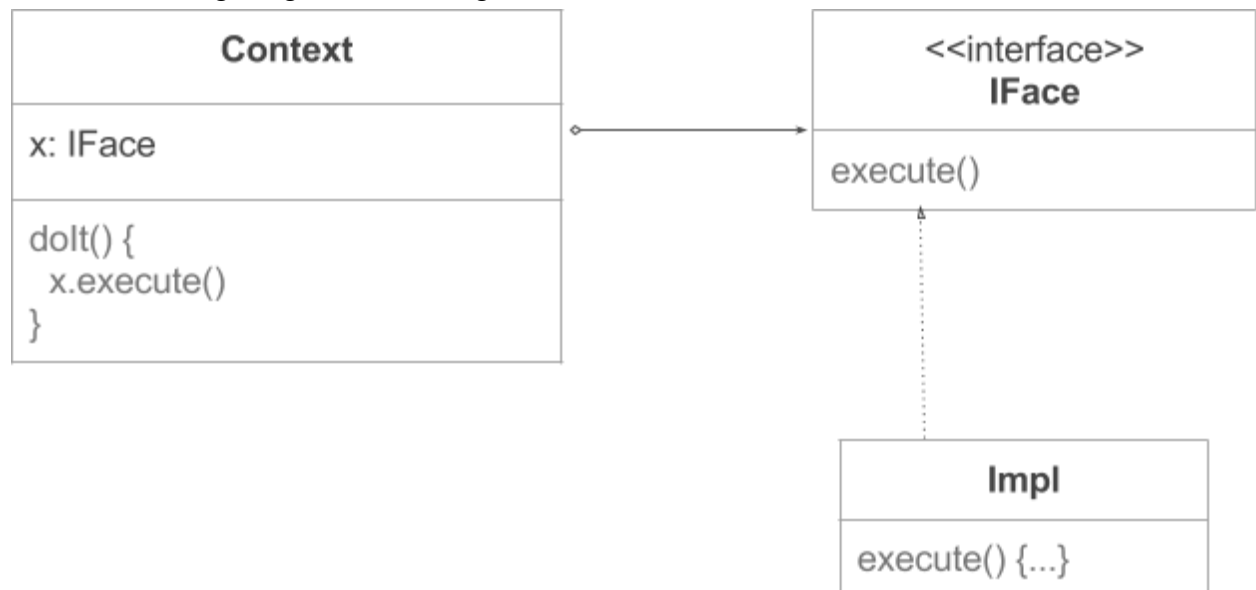 Context
x: IFace
doIt() {
x.execute()
}
<<interface>>
IFace
execute()
Impl
execute() {...}